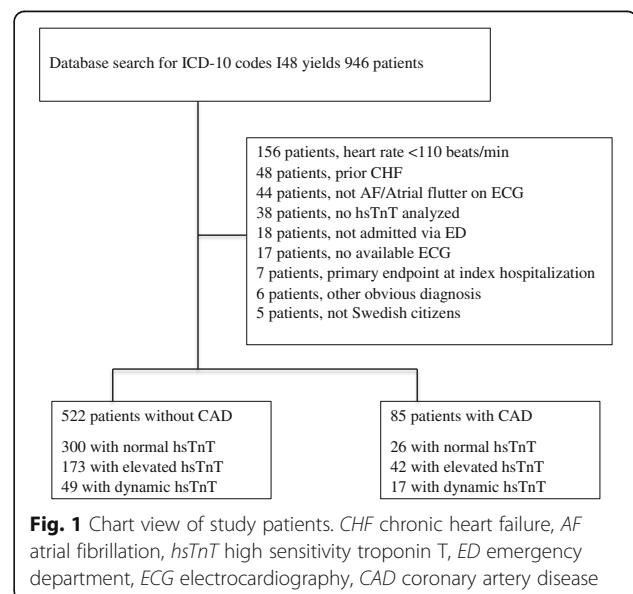 Database search for ICD-10 codes I48 yields 946 patients
156 patients, heart rate <110 beats/min
48 patients, prior CHF
44 patients, not AF/Atrial flutter on ECG
38 patients, no hsTnT analyzed
18 patients, not admitted via ED
17 patients, no available ECG
7 patients, primary endpoint at index hospitalization
6 patients, other obvious diagnosis
5 patients, not Swedish citizens
522 patients without CAD
300 with normal hsTnT
173 with elevated hsTnT
49 with dynamic hsTnT
85 patients with CAD
26 with normal hsTnT
42 with elevated hsTnT
17 with dynamic hsTnT
Fig. 1 Chart view of study patients. CHF chronic heart failure, AF
atrial fibrillation, hsTnT high sensitivity troponin T, ED emergency
department, ECG electrocardiography, CAD coronary artery disease